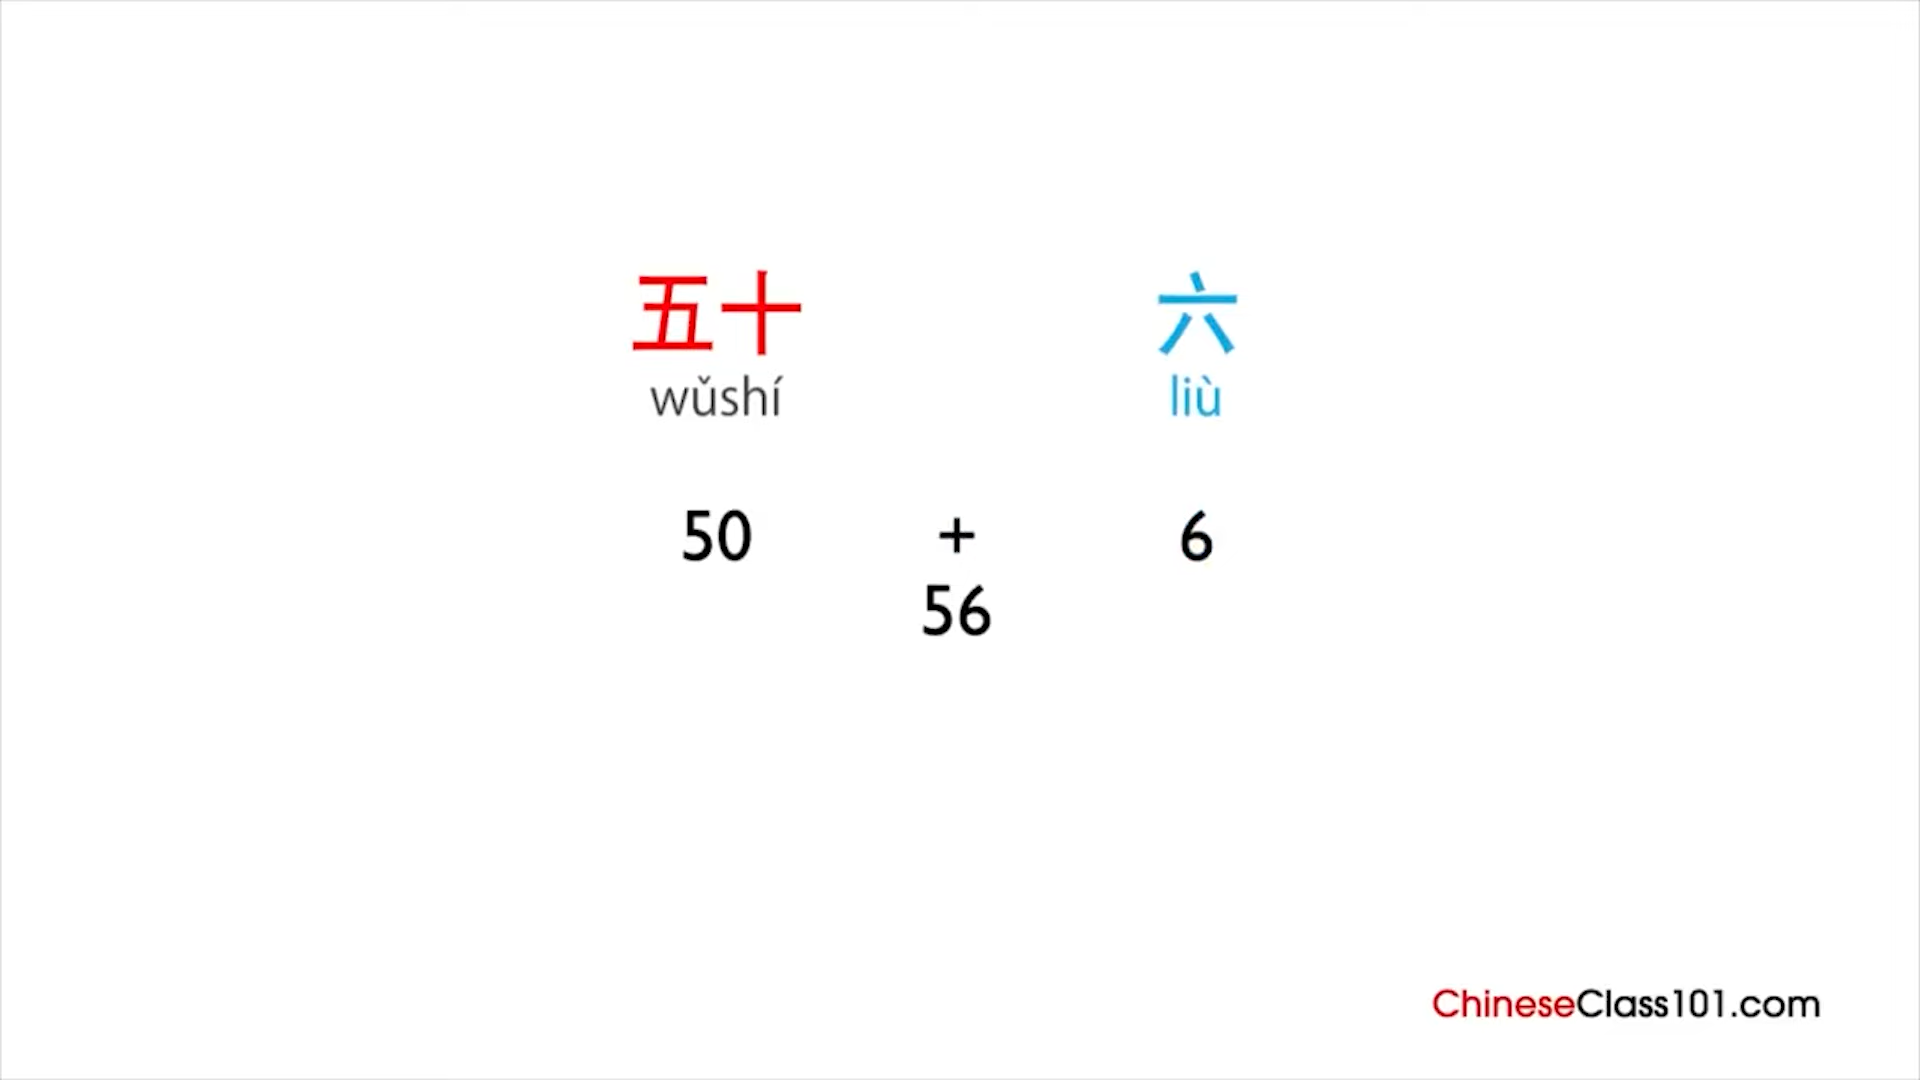 五十 六
wǔshí liù
50 + 6
56
ChineseClass101.com